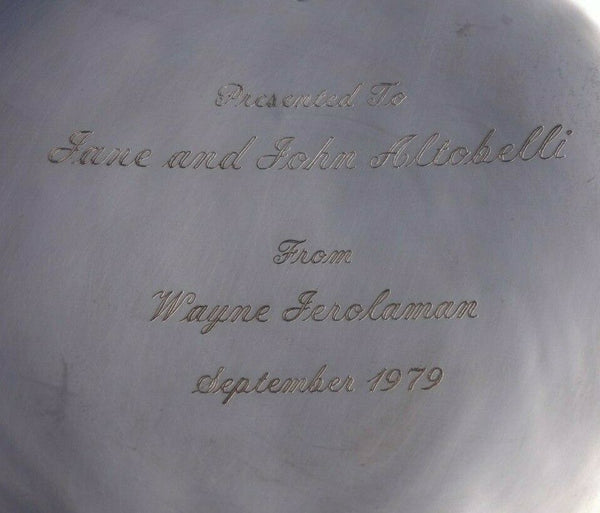 Presented To
Jane and John Altobelli
From
Wayne Ferolaman
September 1979